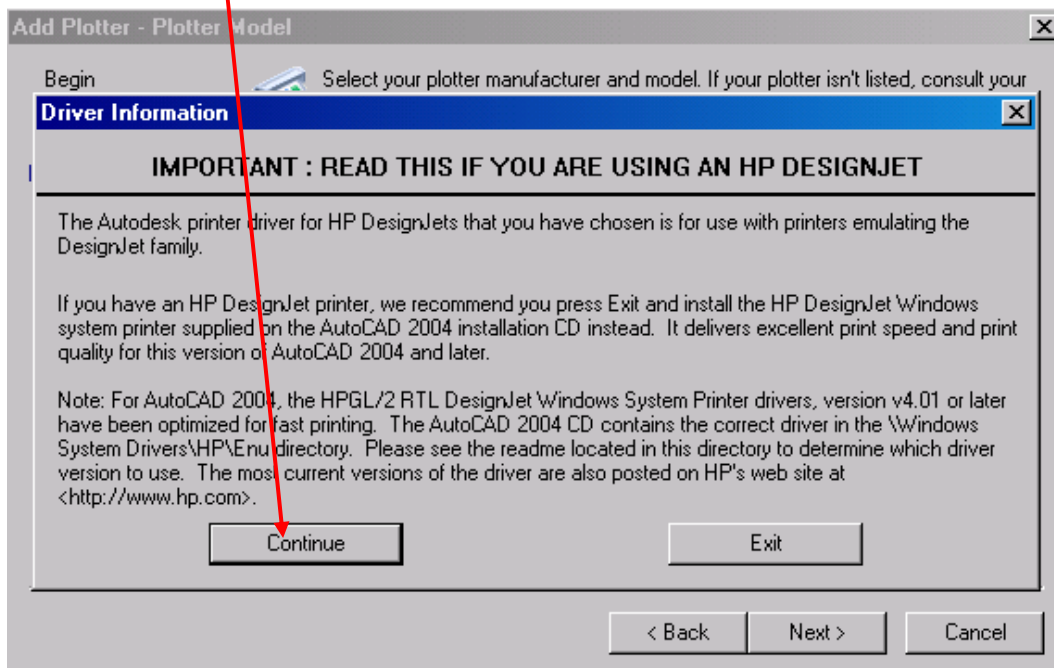 Add Plotter - Plotter Model
Begin
Select your plotter manufacturer and model. If your plotter isn't listed, consult your
Driver Information
IMPORTANT : READ THIS IF YOU ARE USING AN HP DESIGNJET
The Autodesk printer driver for HP DesignJets that you have chosen is for use with printers emulating the
DesignJet family.
If you have an HP DesignJet printer, we recommend you press Exit and install the HP DesignJet Windows
system printer supplied on the AutoCAD 2004 installation CD instead.  It delivers excellent print speed and print
quality for this version of AutoCAD 2004 and later.
Note: For AutoCAD 2004, the HPGL/2 RTL DesignJet Windows System Printer drivers, version v4.01 or later
have been optimized for fast printing.  The AutoCAD 2004 CD contains the correct driver in the \Windows
System Drivers\HP\Enu directory.  Please see the readme located in this directory to determine which driver
version to use.  The most current versions of the driver are also posted on HP's web site at
<http://www.hp.com>.
Continue
Exit
< Back
Next >
Cancel